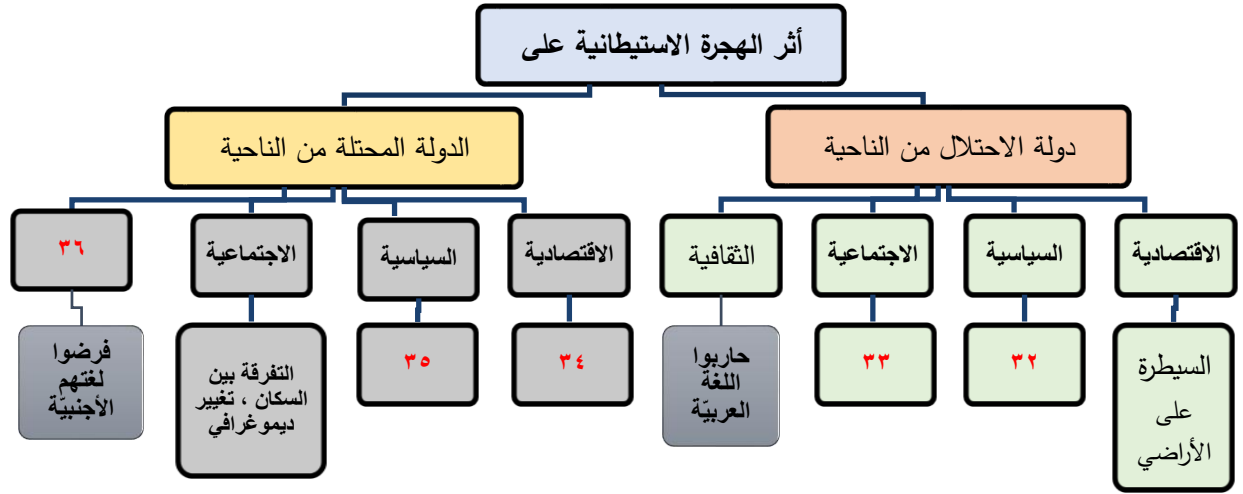 أثر الهجرة الاستيطانية على
دولة الاحتلال من الناحية
الدولة المحتلة من الناحية
الاقتصادية
السياسية
الاجتماعية
الثقافية
الاقتصادية
السياسية
الاجتماعية
٣٦
السيطرة
على
الأراضي
٣٢
٣٣
حاربوا
اللغة
العربيّة
٣٤
٣٥
التفرقة بين
السكان ، تغيير
ديموغرافي
فرضوا
لغتهم
الأجنبيّة